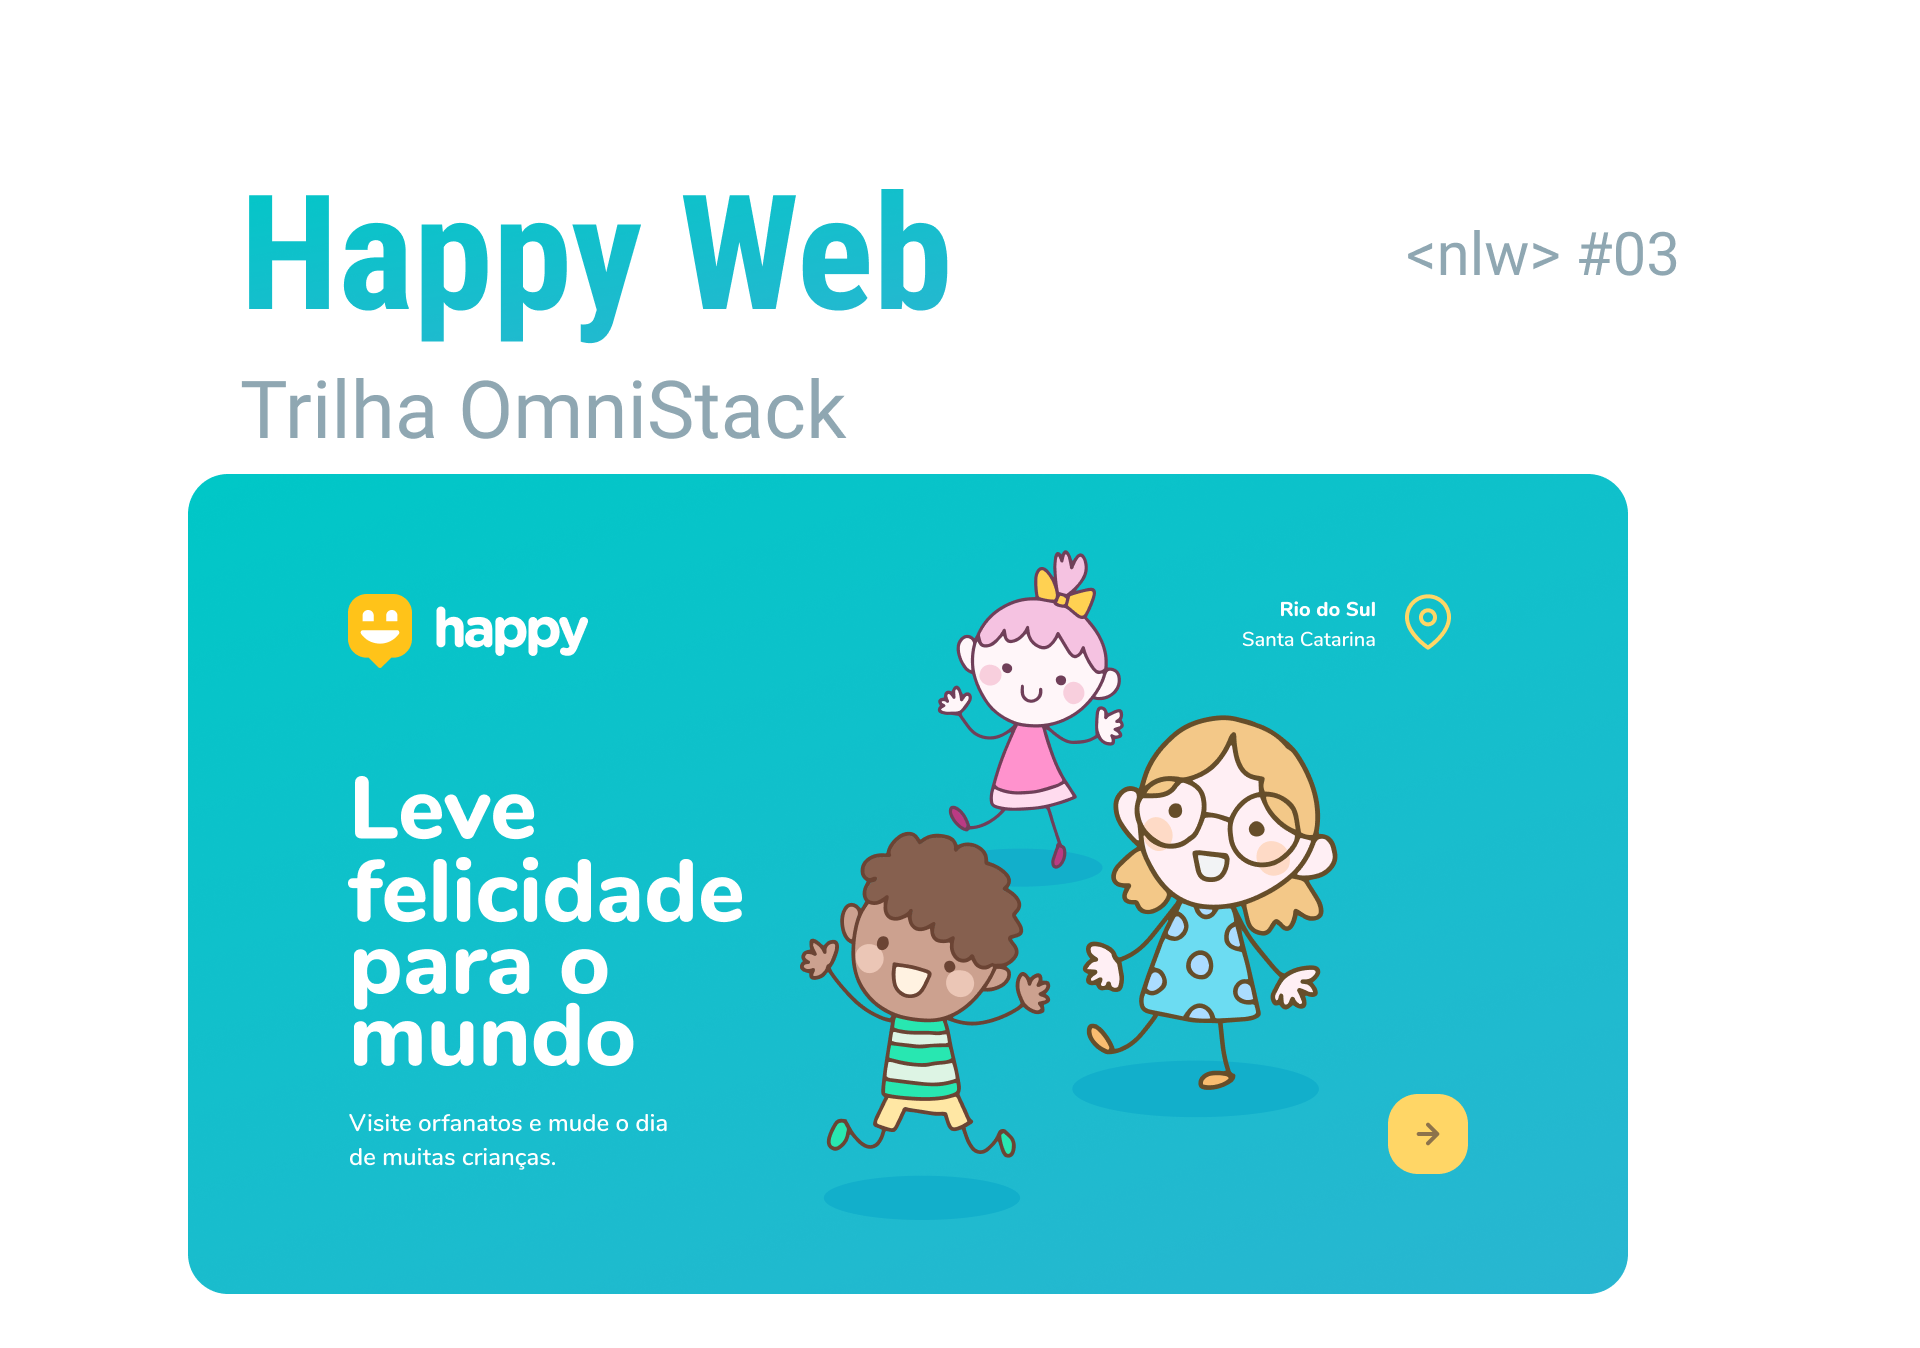 Happy Web
<nlw> #03
Trilha OmniStack
happy
Rio do Sul
Santa Catarina
Leve
felicidade
para o
mundo
Visite orfanatos e mude o dia
de muitas crianças.